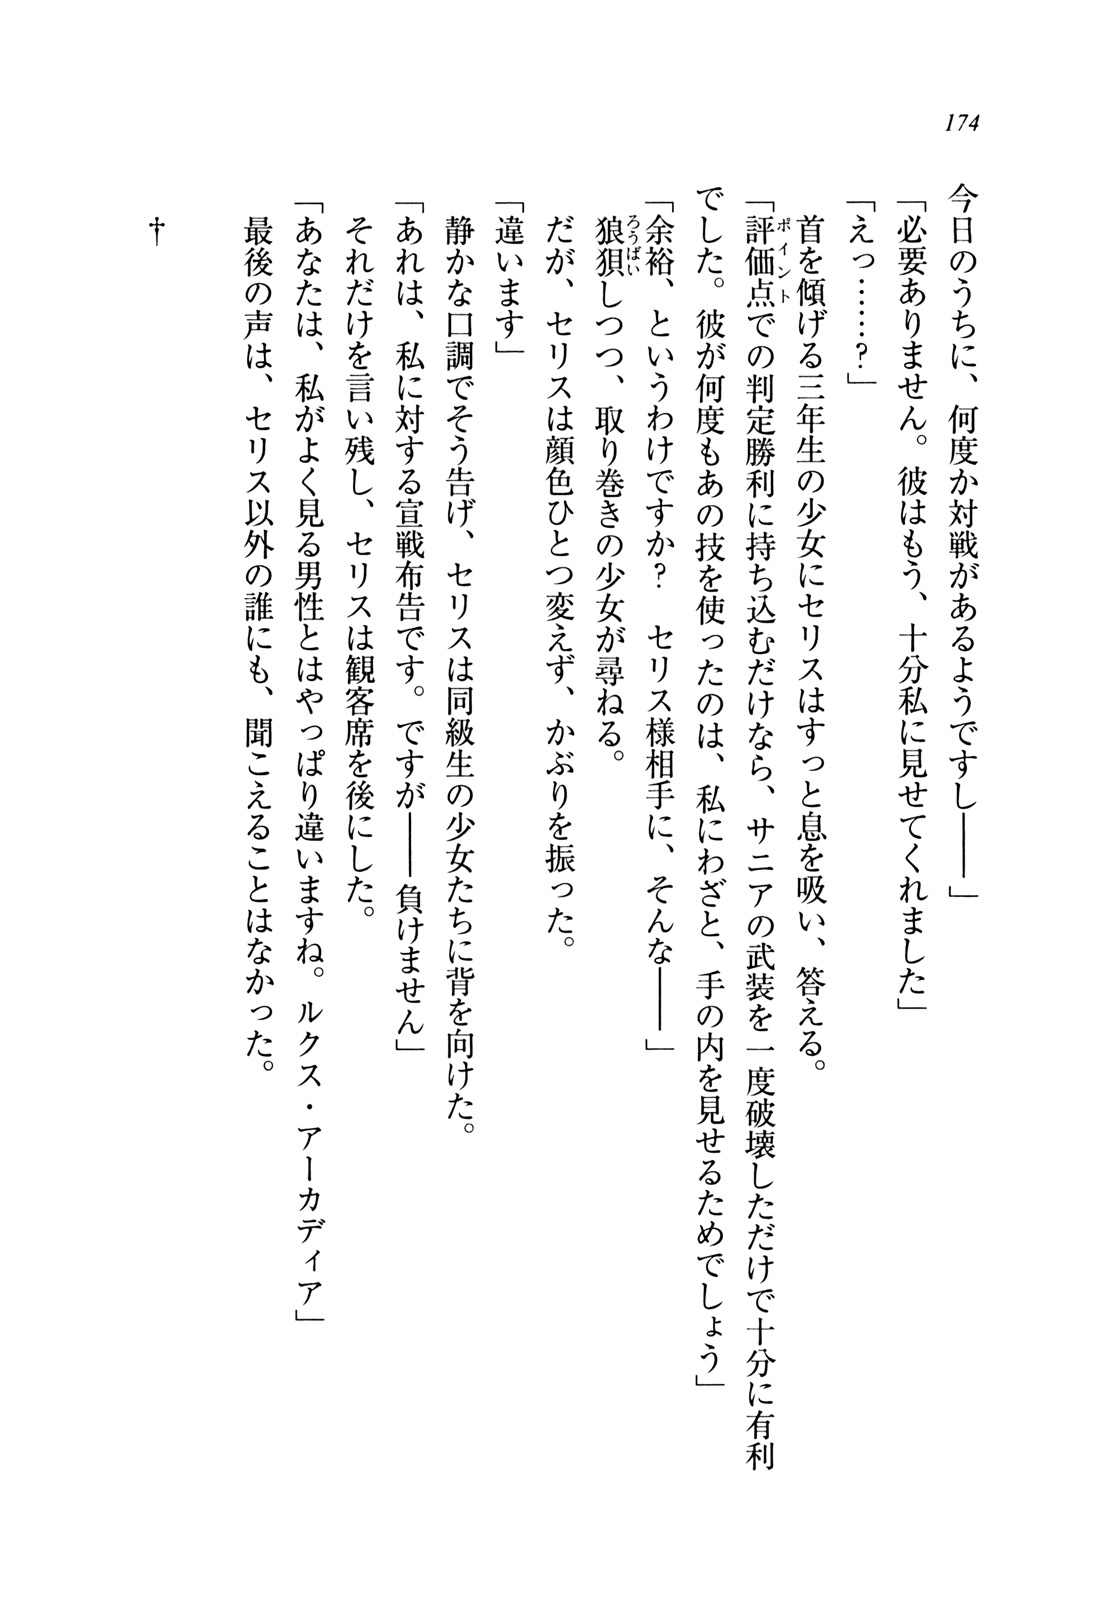 174
今日のうちに、何度か対戦があるようですし――」
「必要ありません。彼はもう、十分私に見せてくれました」
「えっ……？」
首を傾げる三年生の少女にセリスはすっと息を吸い、答える。
「評価点での判定勝利に持ち込むだけなら、サニアの武装を一度破壊しただけで十分に有利
ポイント
でした。彼が何度もあの技を使ったのは、私にわざと、手の内を見せるためでしょう」
「余裕、というわけですか？　セリス様相手に、そんな――」
狼狽しつつ、取り巻きの少女が尋ねる。
ろうばい
だが、セリスは顔色ひとつ変えず、かぶりを振った。
「違います」
静かな口調でそう告げ、セリスは同級生の少女たちに背を向けた。
「あれは、私に対する宣戦布告です。ですが――負けません」
それだけを言い残し、セリスは観客席を後にした。
「あなたは、私がよく見る男性とはやっぱり違いますね。ルクス・アーカディア」
最後の声は、セリス以外の誰にも、聞こえることはなかった。
†